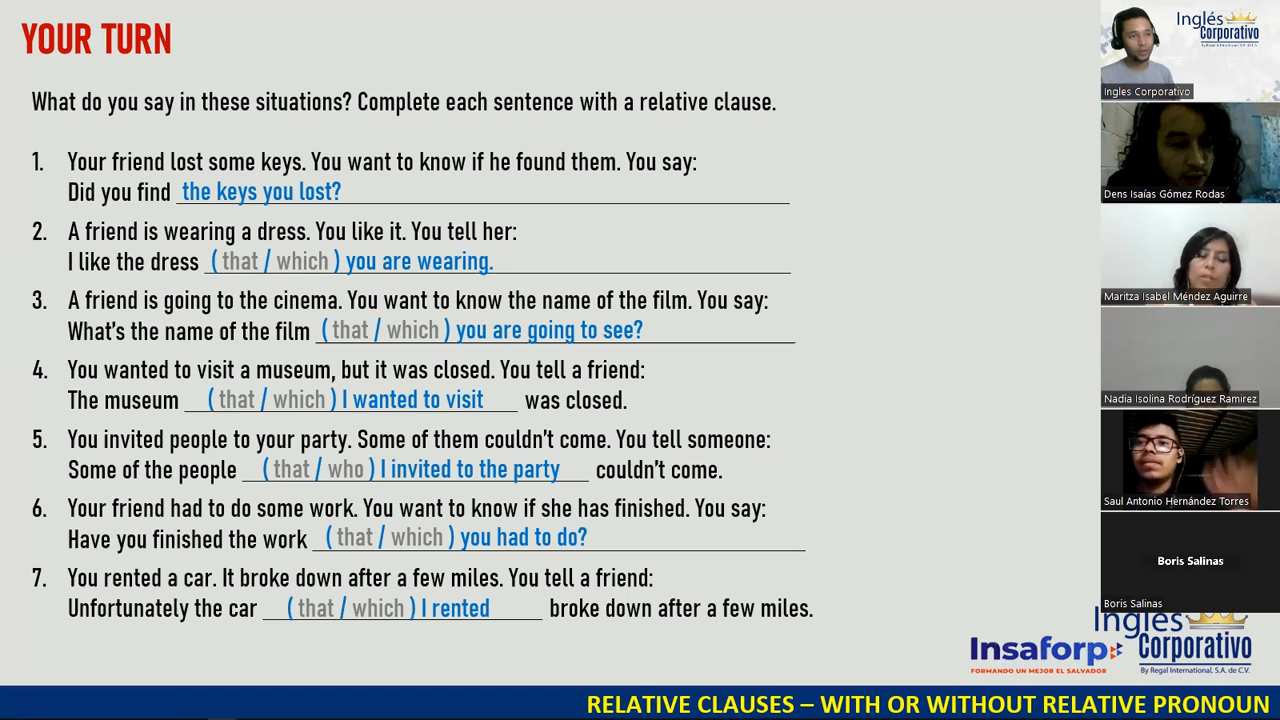 YOUR TURN
What do you say in these situations? Complete each sentence with a relative clause.
1. Your friend lost some keys. You want to know if he found them. You say:
Did you find the keys you lost?
2. A friend is wearing a dress. You like it. You tell her:
I like the dress ( that / which ) you are wearing.
3. A friend is going to the cinema. You want to know the name of the film. You say:
What's the name of the film ( that / which ) you are going to see?
4. You wanted to visit a museum, but it was closed. You tell a friend:
The museum ( that / which ) I wanted to visit was closed.
5. You invited people to your party. Some of them couldn't come. You tell someone:
Some of the people ( that / who ) I invited to the party couldn't come.
6. Your friend had to do some work. You want to know if she has finished. You say:
Have you finished the work ( that / which ) you had to do?
7. You rented a car. It broke down after a few miles. You tell a friend:
Unfortunately the car ( that / which ) I rented broke down after a few miles.
Insaforp
FORMANDO UN MEJOR EL SALVADOR
Inglés
Corporativo
By Regal International, S.A. de C.V.
RELATIVE CLAUSES – WITH OR WITHOUT RELATIVE PRONOUN
Inglés
Corporativo
Ingles Corporativo
Dens Isaías Gómez Rodas
Maritza Isabel Méndez Aguirre
Nadia Isolina Rodríguez Ramirez
Saul Antonio Hernández Torres
Boris Salinas
Boris Salinas